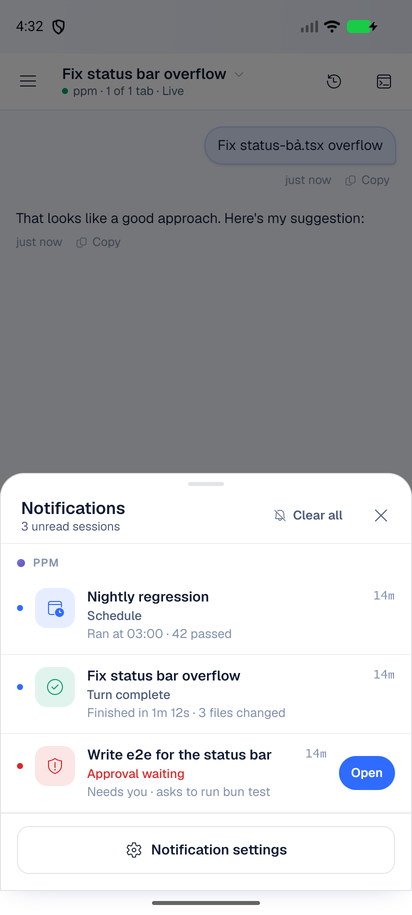 4:32
Fix status bar overflow
ppm · 1 of 1 tab · Live
Fix status-bả.tsx overflow
just now Copy
That looks like a good approach. Here's my suggestion:
just now Copy
Notifications
3 unread sessions
Clear all
PPM
Nightly regression 14m
Schedule
Ran at 03:00 · 42 passed
Fix status bar overflow 14m
Turn complete
Finished in 1m 12s · 3 files changed
Write e2e for the status bar 14m
Approval waiting
Needs you · asks to run bun test
Open
Notification settings